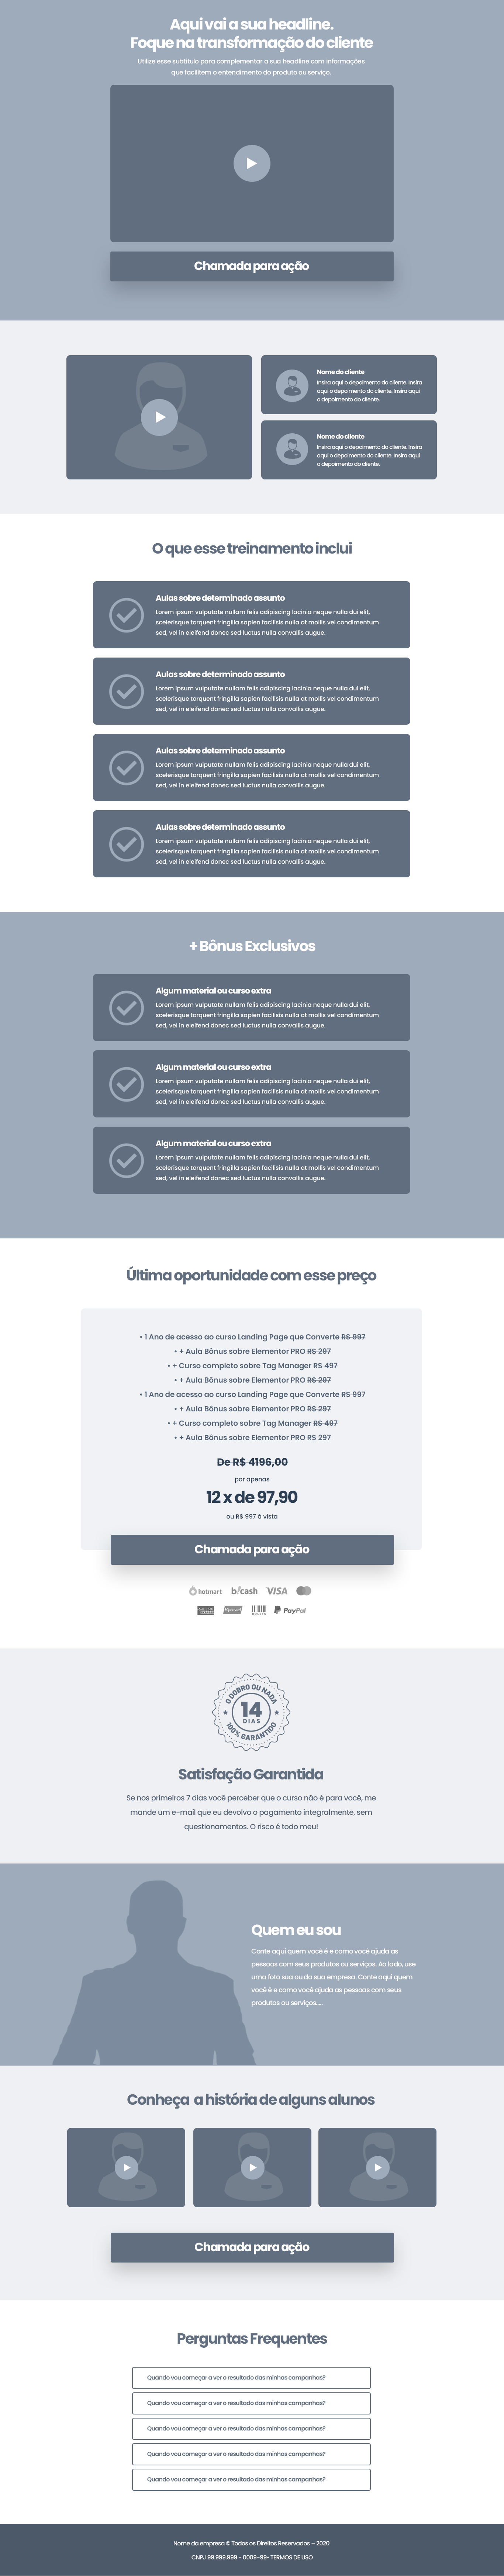 Aqui vai a sua headline.
Foque na transformação do cliente
Utilize esse subtítulo para complementar a sua headline com informações
que facilitem o entendimento do produto ou serviço.
Chamada para ação
Nome do cliente
Insira aqui o depoimento do cliente. Insira
aqui o depoimento do cliente. Insira aqui
o depoimento do cliente.
Nome do cliente
Insira aqui o depoimento do cliente. Insira
aqui o depoimento do cliente. Insira aqui
o depoimento do cliente.
O que esse treinamento inclui
Aulas sobre determinado assunto
Lorem ipsum vulputate nullam felis adipiscing lacinia neque nulla dui elit,
scelerisque torquent fringilla sapien facilisis nulla at mollis vel condimentum
sed, vel in eleifend donec sed luctus nulla convallis augue.
Aulas sobre determinado assunto
Lorem ipsum vulputate nullam felis adipiscing lacinia neque nulla dui elit,
scelerisque torquent fringilla sapien facilisis nulla at mollis vel condimentum
sed, vel in eleifend donec sed luctus nulla convallis augue.
Aulas sobre determinado assunto
Lorem ipsum vulputate nullam felis adipiscing lacinia neque nulla dui elit,
scelerisque torquent fringilla sapien facilisis nulla at mollis vel condimentum
sed, vel in eleifend donec sed luctus nulla convallis augue.
Aulas sobre determinado assunto
Lorem ipsum vulputate nullam felis adipiscing lacinia neque nulla dui elit,
scelerisque torquent fringilla sapien facilisis nulla at mollis vel condimentum
sed, vel in eleifend donec sed luctus nulla convallis augue.
+ Bônus Exclusivos
Algum material ou curso extra
Lorem ipsum vulputate nullam felis adipiscing lacinia neque nulla dui elit,
scelerisque torquent fringilla sapien facilisis nulla at mollis vel condimentum
sed, vel in eleifend donec sed luctus nulla convallis augue.
Algum material ou curso extra
Lorem ipsum vulputate nullam felis adipiscing lacinia neque nulla dui elit,
scelerisque torquent fringilla sapien facilisis nulla at mollis vel condimentum
sed, vel in eleifend donec sed luctus nulla convallis augue.
Algum material ou curso extra
Lorem ipsum vulputate nullam felis adipiscing lacinia neque nulla dui elit,
scelerisque torquent fringilla sapien facilisis nulla at mollis vel condimentum
sed, vel in eleifend donec sed luctus nulla convallis augue.
Última oportunidade com esse preço
• 1 Ano de acesso ao curso Landing Page que Converte R$ 997
• + Aula Bônus sobre Elementor PRO R$ 297
• + Curso completo sobre Tag Manager R$ 497
• + Aula Bônus sobre Elementor PRO R$ 297
• 1 Ano de acesso ao curso Landing Page que Converte R$ 997
• + Aula Bônus sobre Elementor PRO R$ 297
• + Curso completo sobre Tag Manager R$ 497
• + Aula Bônus sobre Elementor PRO R$ 297
De R$ 4196,00
por apenas
12 x de 97,90
ou R$ 997 à vista
Chamada para ação
hotmart b/cash VISA
Hipercard BOLETO PayPal
O DOBRO OU NADA
14
DIAS
100% GARANTIDO
Satisfação Garantida
Se nos primeiros 7 dias você perceber que o curso não é para você, me
mande um e-mail que eu devolvo o pagamento integralmente, sem
questionamentos. O risco é todo meu!
Quem eu sou
Conte aqui quem você é e como você ajuda as
pessoas com seus produtos ou serviços. Ao lado, use
uma foto sua ou da sua empresa. Conte aqui quem
você é e como você ajuda as pessoas com seus
produtos ou serviços....
Conheça a história de alguns alunos
Chamada para ação
Perguntas Frequentes
Quando vou começar a ver o resultado das minhas campanhas?
Quando vou começar a ver o resultado das minhas campanhas?
Quando vou começar a ver o resultado das minhas campanhas?
Quando vou começar a ver o resultado das minhas campanhas?
Quando vou começar a ver o resultado das minhas campanhas?
Nome da empresa © Todos os Direitos Reservados – 2020
CNPJ 99.999.999 - 0009-99• TERMOS DE USO